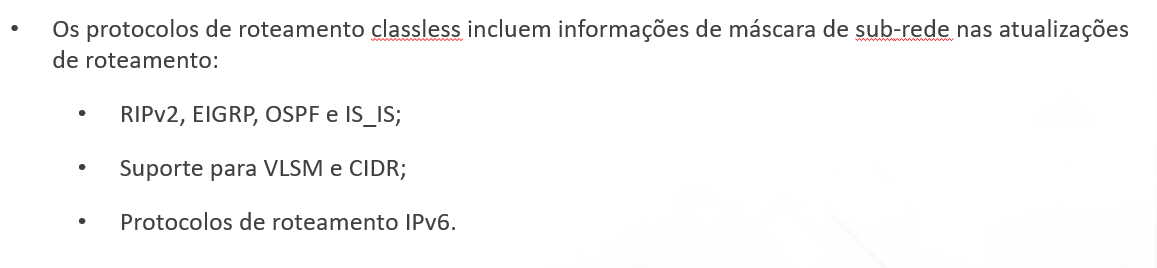 • Os protocolos de roteamento classless incluem informações de máscara de sub-rede nas atualizações
de roteamento:
• RIPv2, EIGRP, OSPF e IS_IS;
• Suporte para VLSM e CIDR;
• Protocolos de roteamento IPv6.